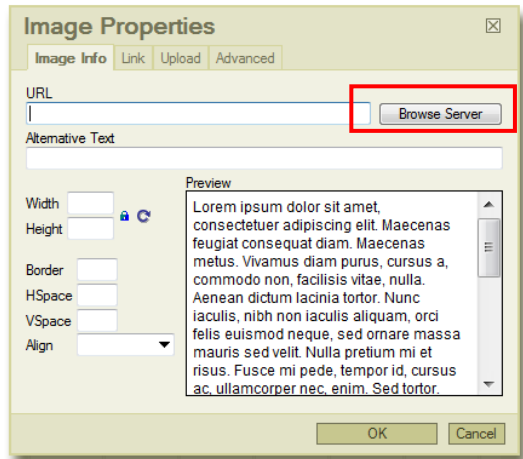 Image Properties
Image Info Link Upload Advanced
URL
Browse Server
Alternative Text
Preview
Width
Height
Border
HSpace
VSpace
Align
Lorem ipsum dolor sit amet,
consectetuer adipiscing elit. Maecenas
feugiat consequat diam. Maecenas
metus. Vivamus diam purus, cursus a,
commodo non, facilisis vitae, nulla.
Aenean dictum lacinia tortor. Nunc
iaculis, nibh non iaculis aliquam, orci
felis euismod neque, sed ornare massa
mauris sed velit. Nulla pretium mi et
risus. Fusce mi pede, tempor id, cursus
ac, ullamcorper nec, enim. Sed tortor.
OK Cancel